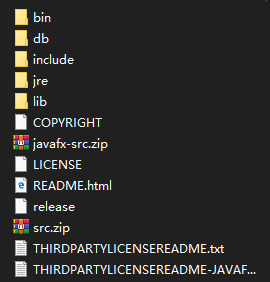 bin
db
include
jre
lib
COPYRIGHT
javafx-src.zip
LICENSE
README.html
release
src.zip
THIRDPARTYLICENSEREADME.txt
THIRDPARTYLICENSEREADME-JAVAF...